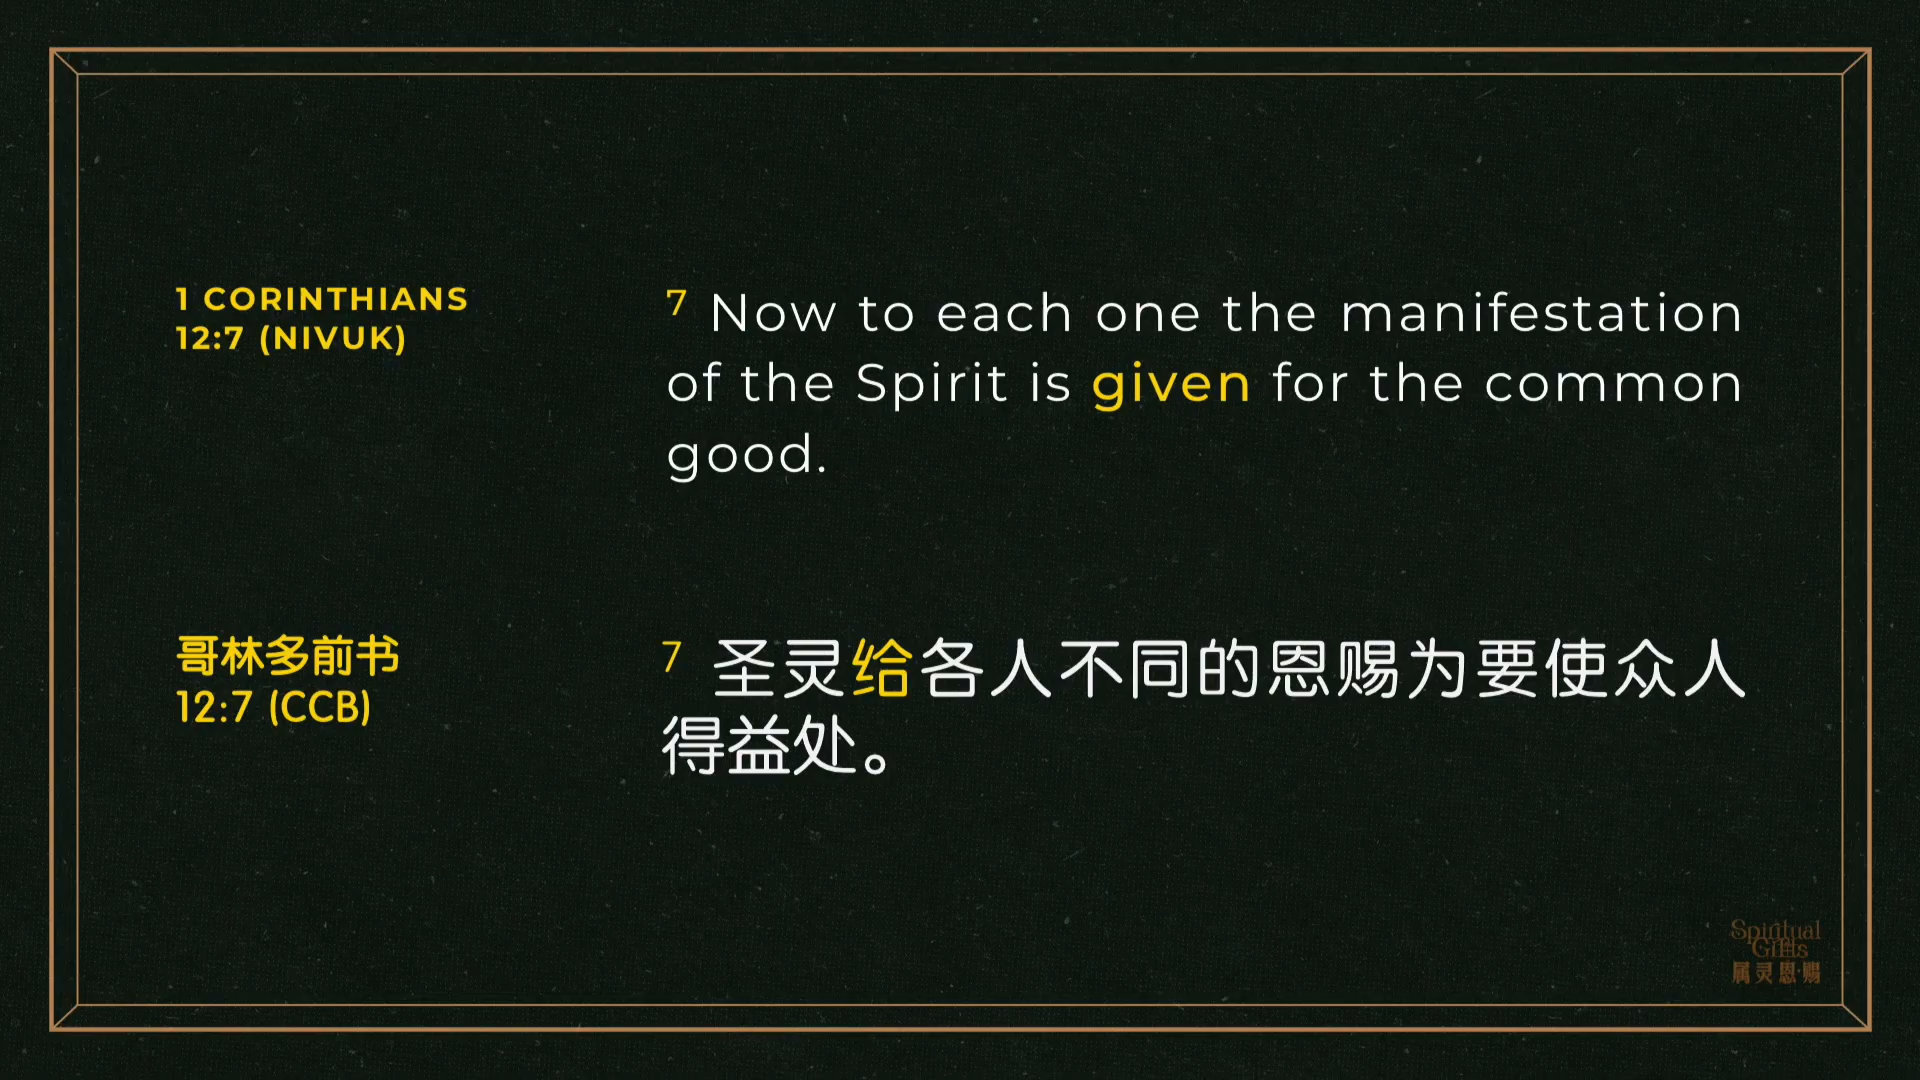 1 CORINTHIANS
12:7 (NIVUK)
7 Now to each one the manifestation
of the Spirit is given for the common
good.
哥林多前书
12:7 (CCB)
7 圣灵给各人不同的恩赐为要使众人
得益处。
Spiritual
Gifts
属灵恩赐